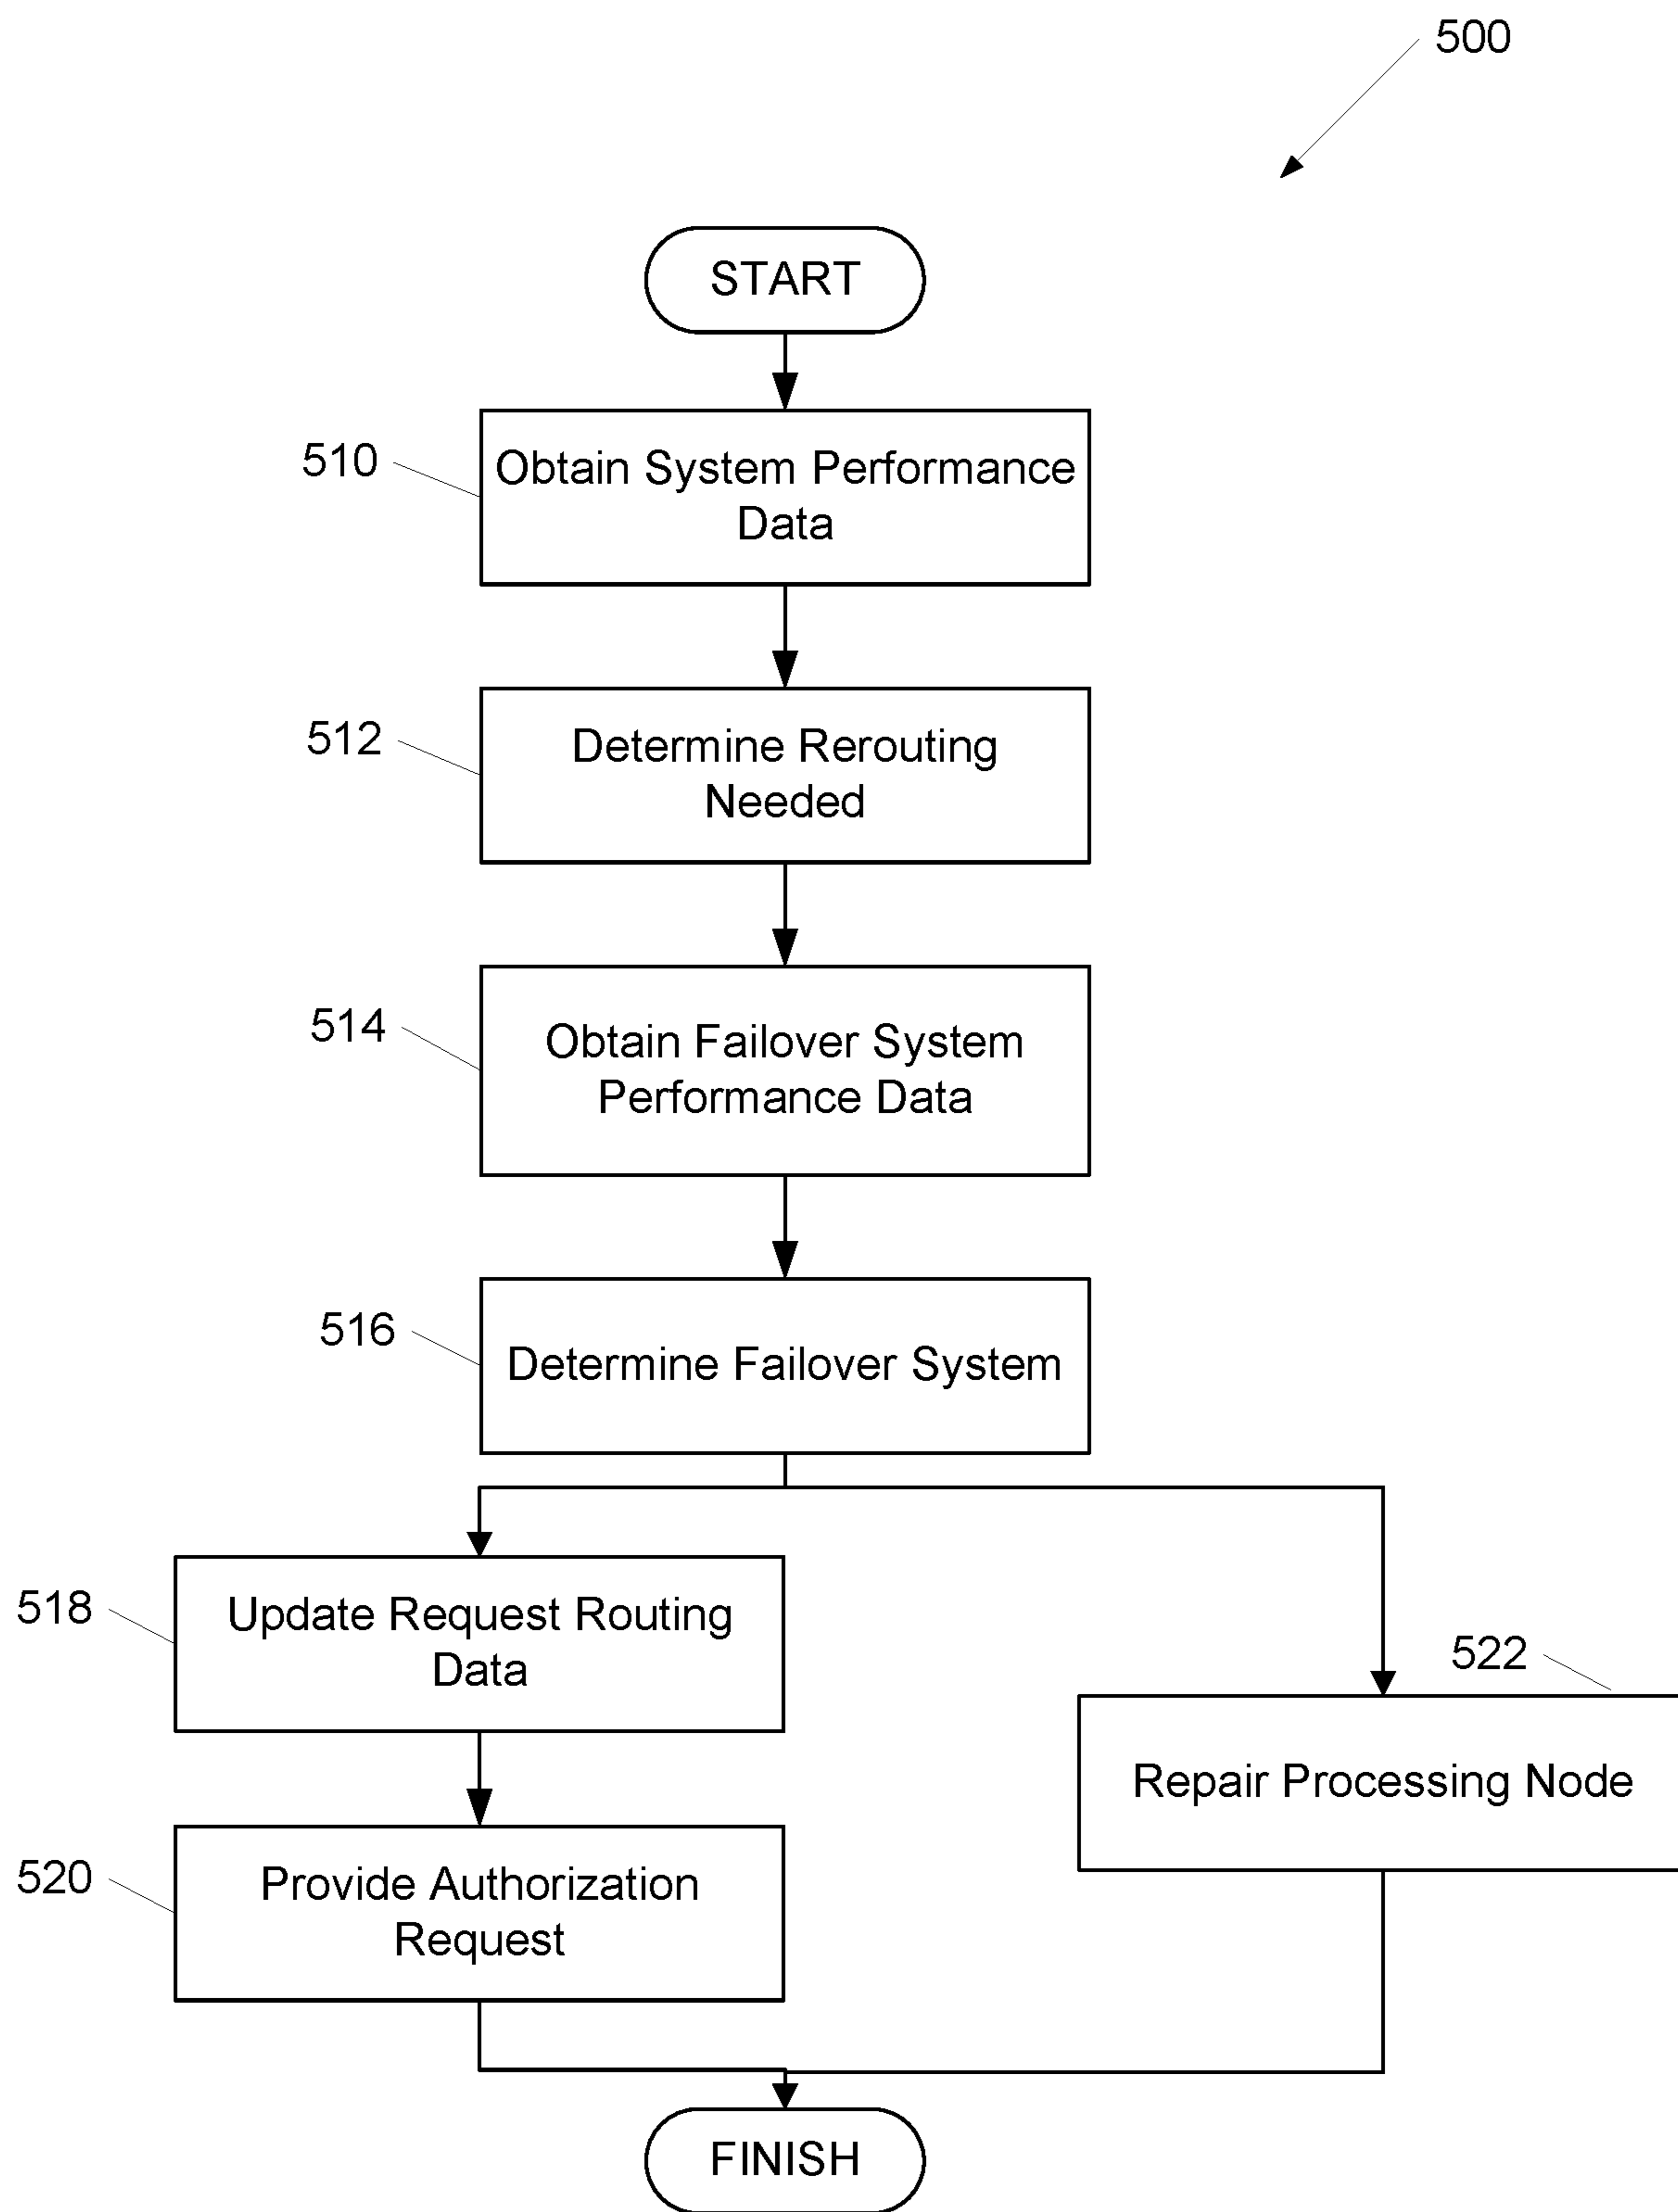 500
START
510
Obtain System Performance
Data
512
Determine Rerouting
Needed
514
Obtain Failover System
Performance Data
516
Determine Failover System
518
Update Request Routing
Data
522
Repair Processing Node
520
Provide Authorization
Request
FINISH